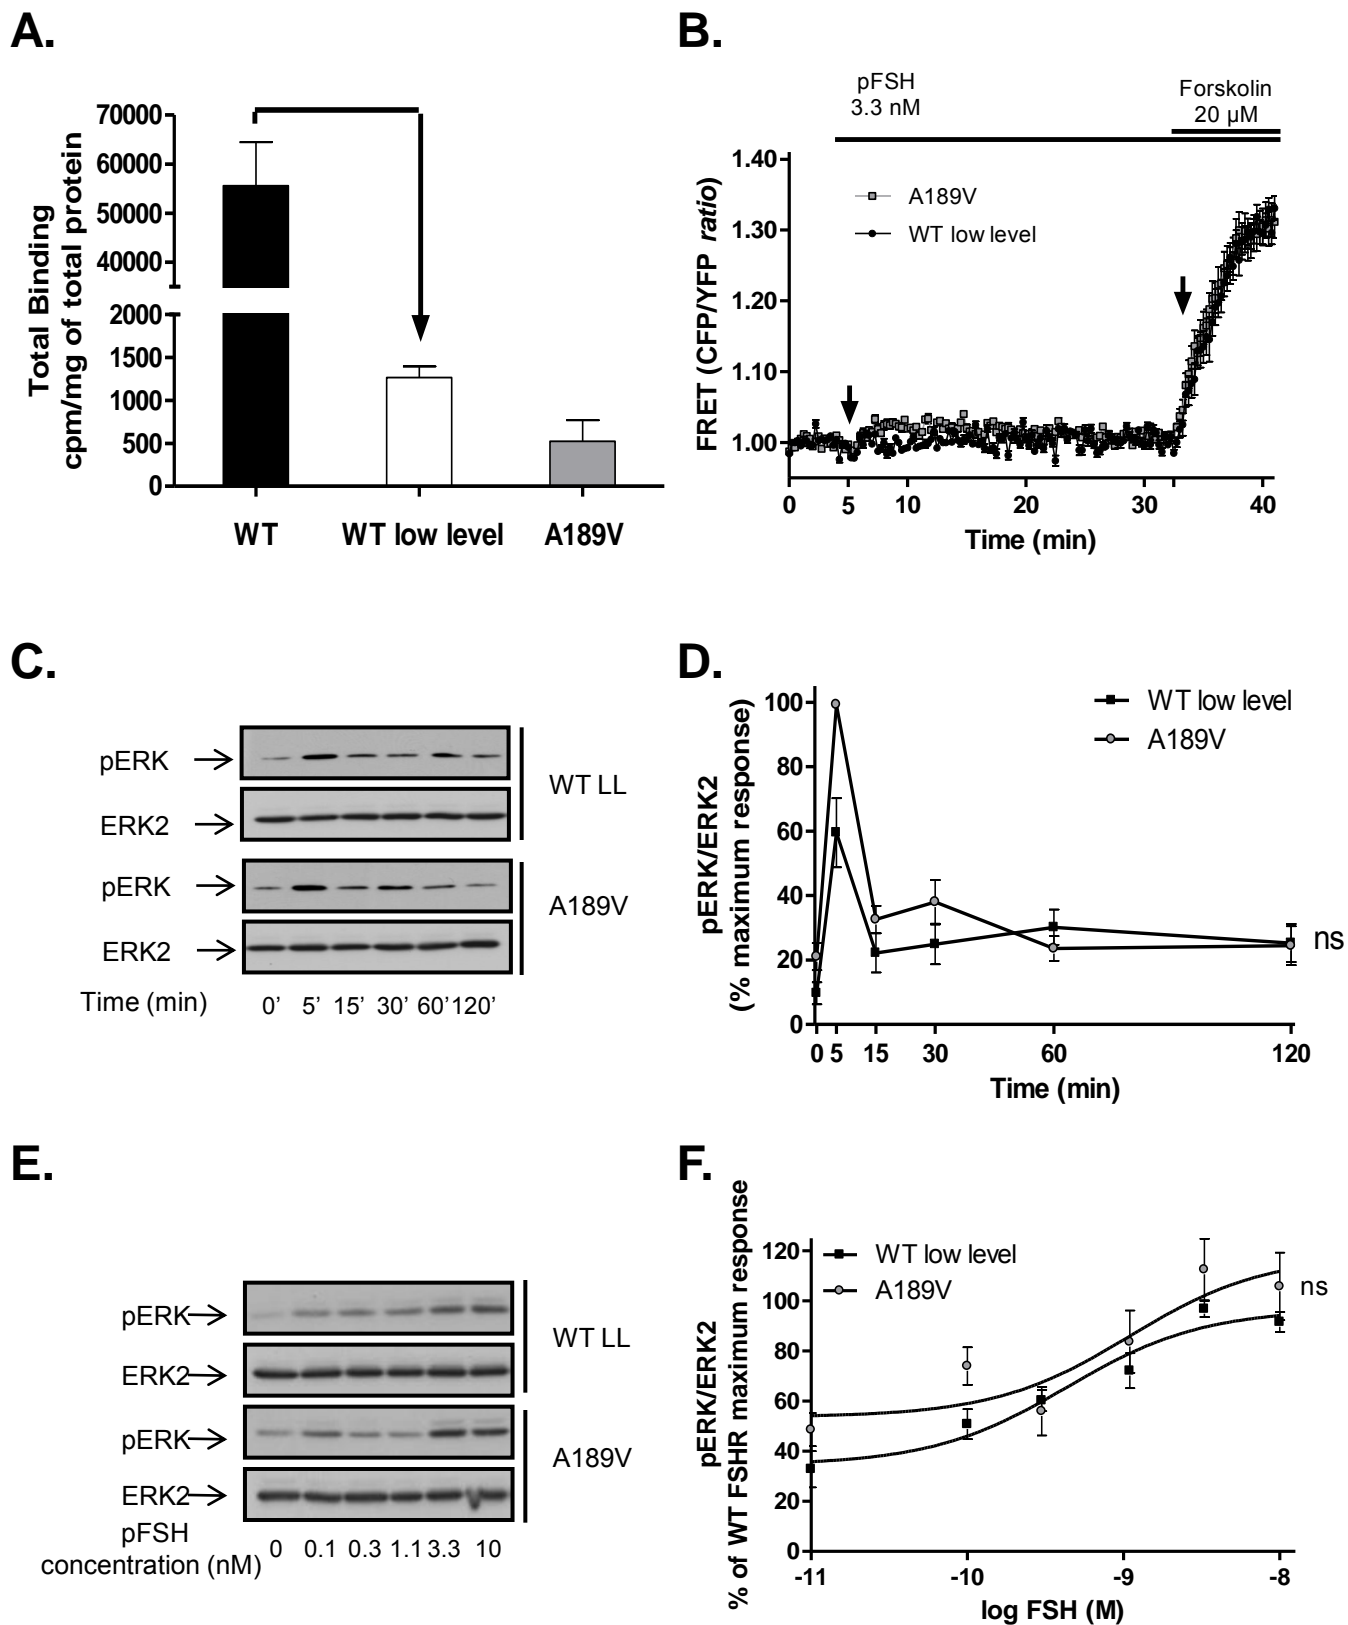 A.
Total Binding
cpm/mg of total protein
70000
60000
50000
40000
2000
1500
1000
500
0
WT
WT low level
A189V
B.
pFSH
3.3 nM
Forskolin
20 µM
FRET (CFP/YFP ratio)
1.40
1.30
1.20
1.10
1.00
A189V
WT low level
0 5 10 20 30 40
Time (min)
C.
pERK
ERK2
WT LL
pERK
ERK2
A189V
Time (min) 0' 5' 15' 30' 60' 120'
D.
pERK/ERK2
(% maximum response)
100
80
60
40
20
0
WT low level
A189V
ns
0 5 15 30 60 120
Time (min)
E.
pERK
ERK2
WT LL
pERK
ERK2
A189V
pFSH
concentration (nM) 0 0.1 0.3 1.1 3.3 10
F.
pERK/ERK2
% of WT FSHR maximum response
120
100
80
60
40
20
0
WT low level
A189V
ns
-11 -10 -9 -8
log FSH (M)